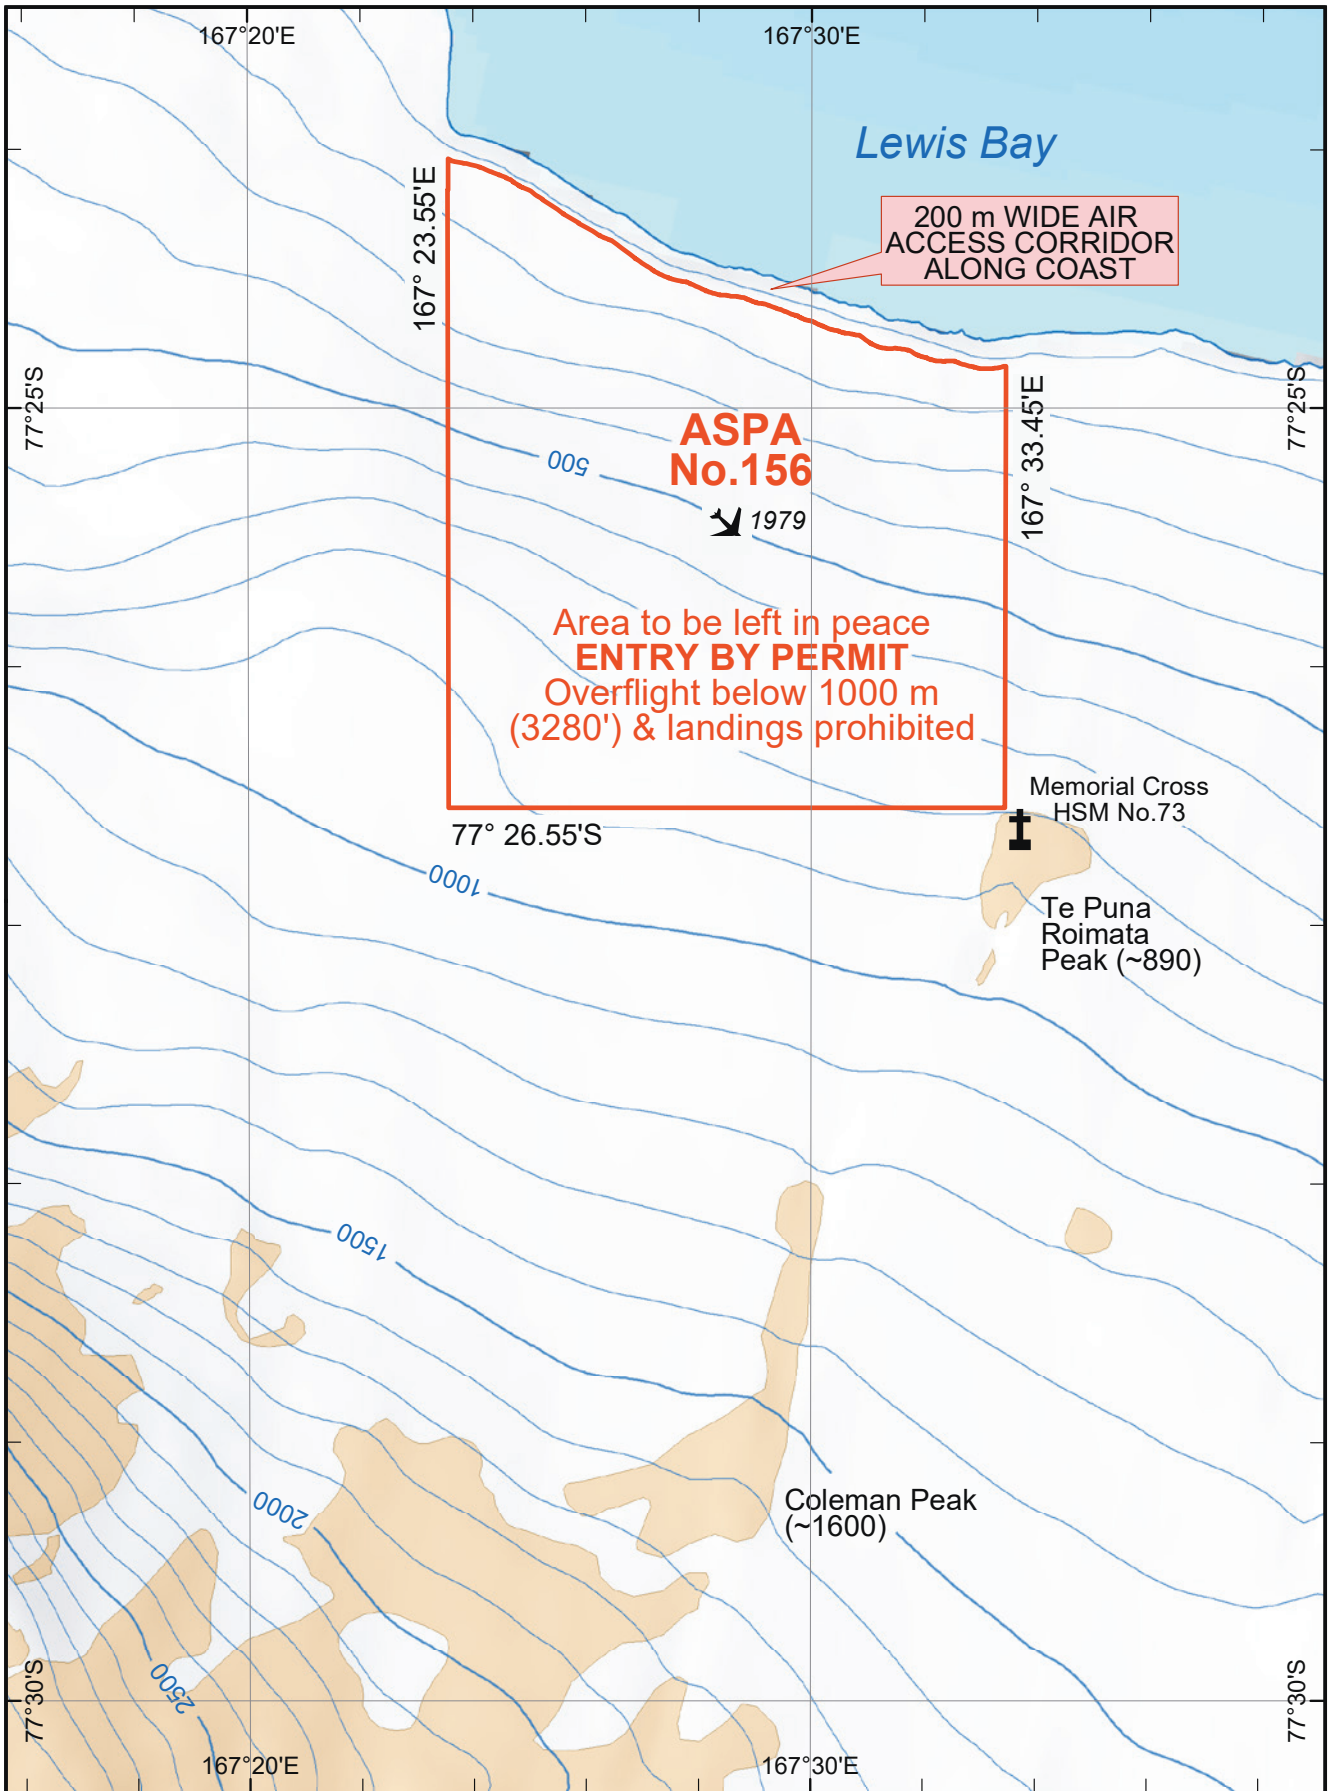 167°20'E
167°30'E
Lewis Bay
167° 23.55'E
200 m WIDE AIR
ACCESS CORRIDOR
ALONG COAST
77°25'S
77°25'S
167° 33.45'E
ASPA
No.156
500
1979
Area to be left in peace
ENTRY BY PERMIT
Overflight below 1000 m
(3280') & landings prohibited
Memorial Cross
HSM No.73
77° 26.55'S
1000
Te Puna
Roimata
Peak (~890)
1500
Coleman Peak
(~1600)
2000
2500
77°30'S
77°30'S
167°20'E
167°30'E